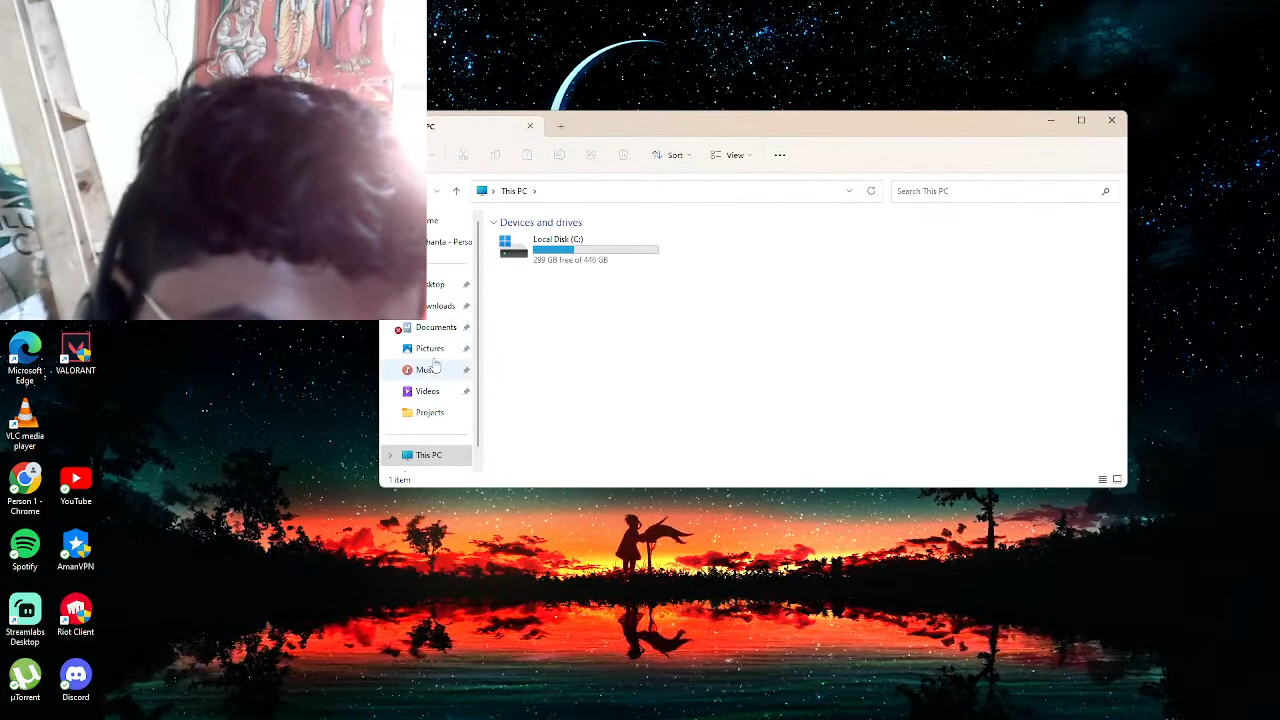 PC
Sort
View
This PC
Search This PC
Devices and drives
Local Disk (C:)
299 GB free of 446 GB
Documents
Pictures
Videos
Projects
This PC
1 item
Microsoft
Edge
VALORANT
VLC media
player
Person 1 -
Chrome
YouTube
Spotify
AmanVPN
Streamlabs
Desktop
Riot Client
µTorrent
Discord